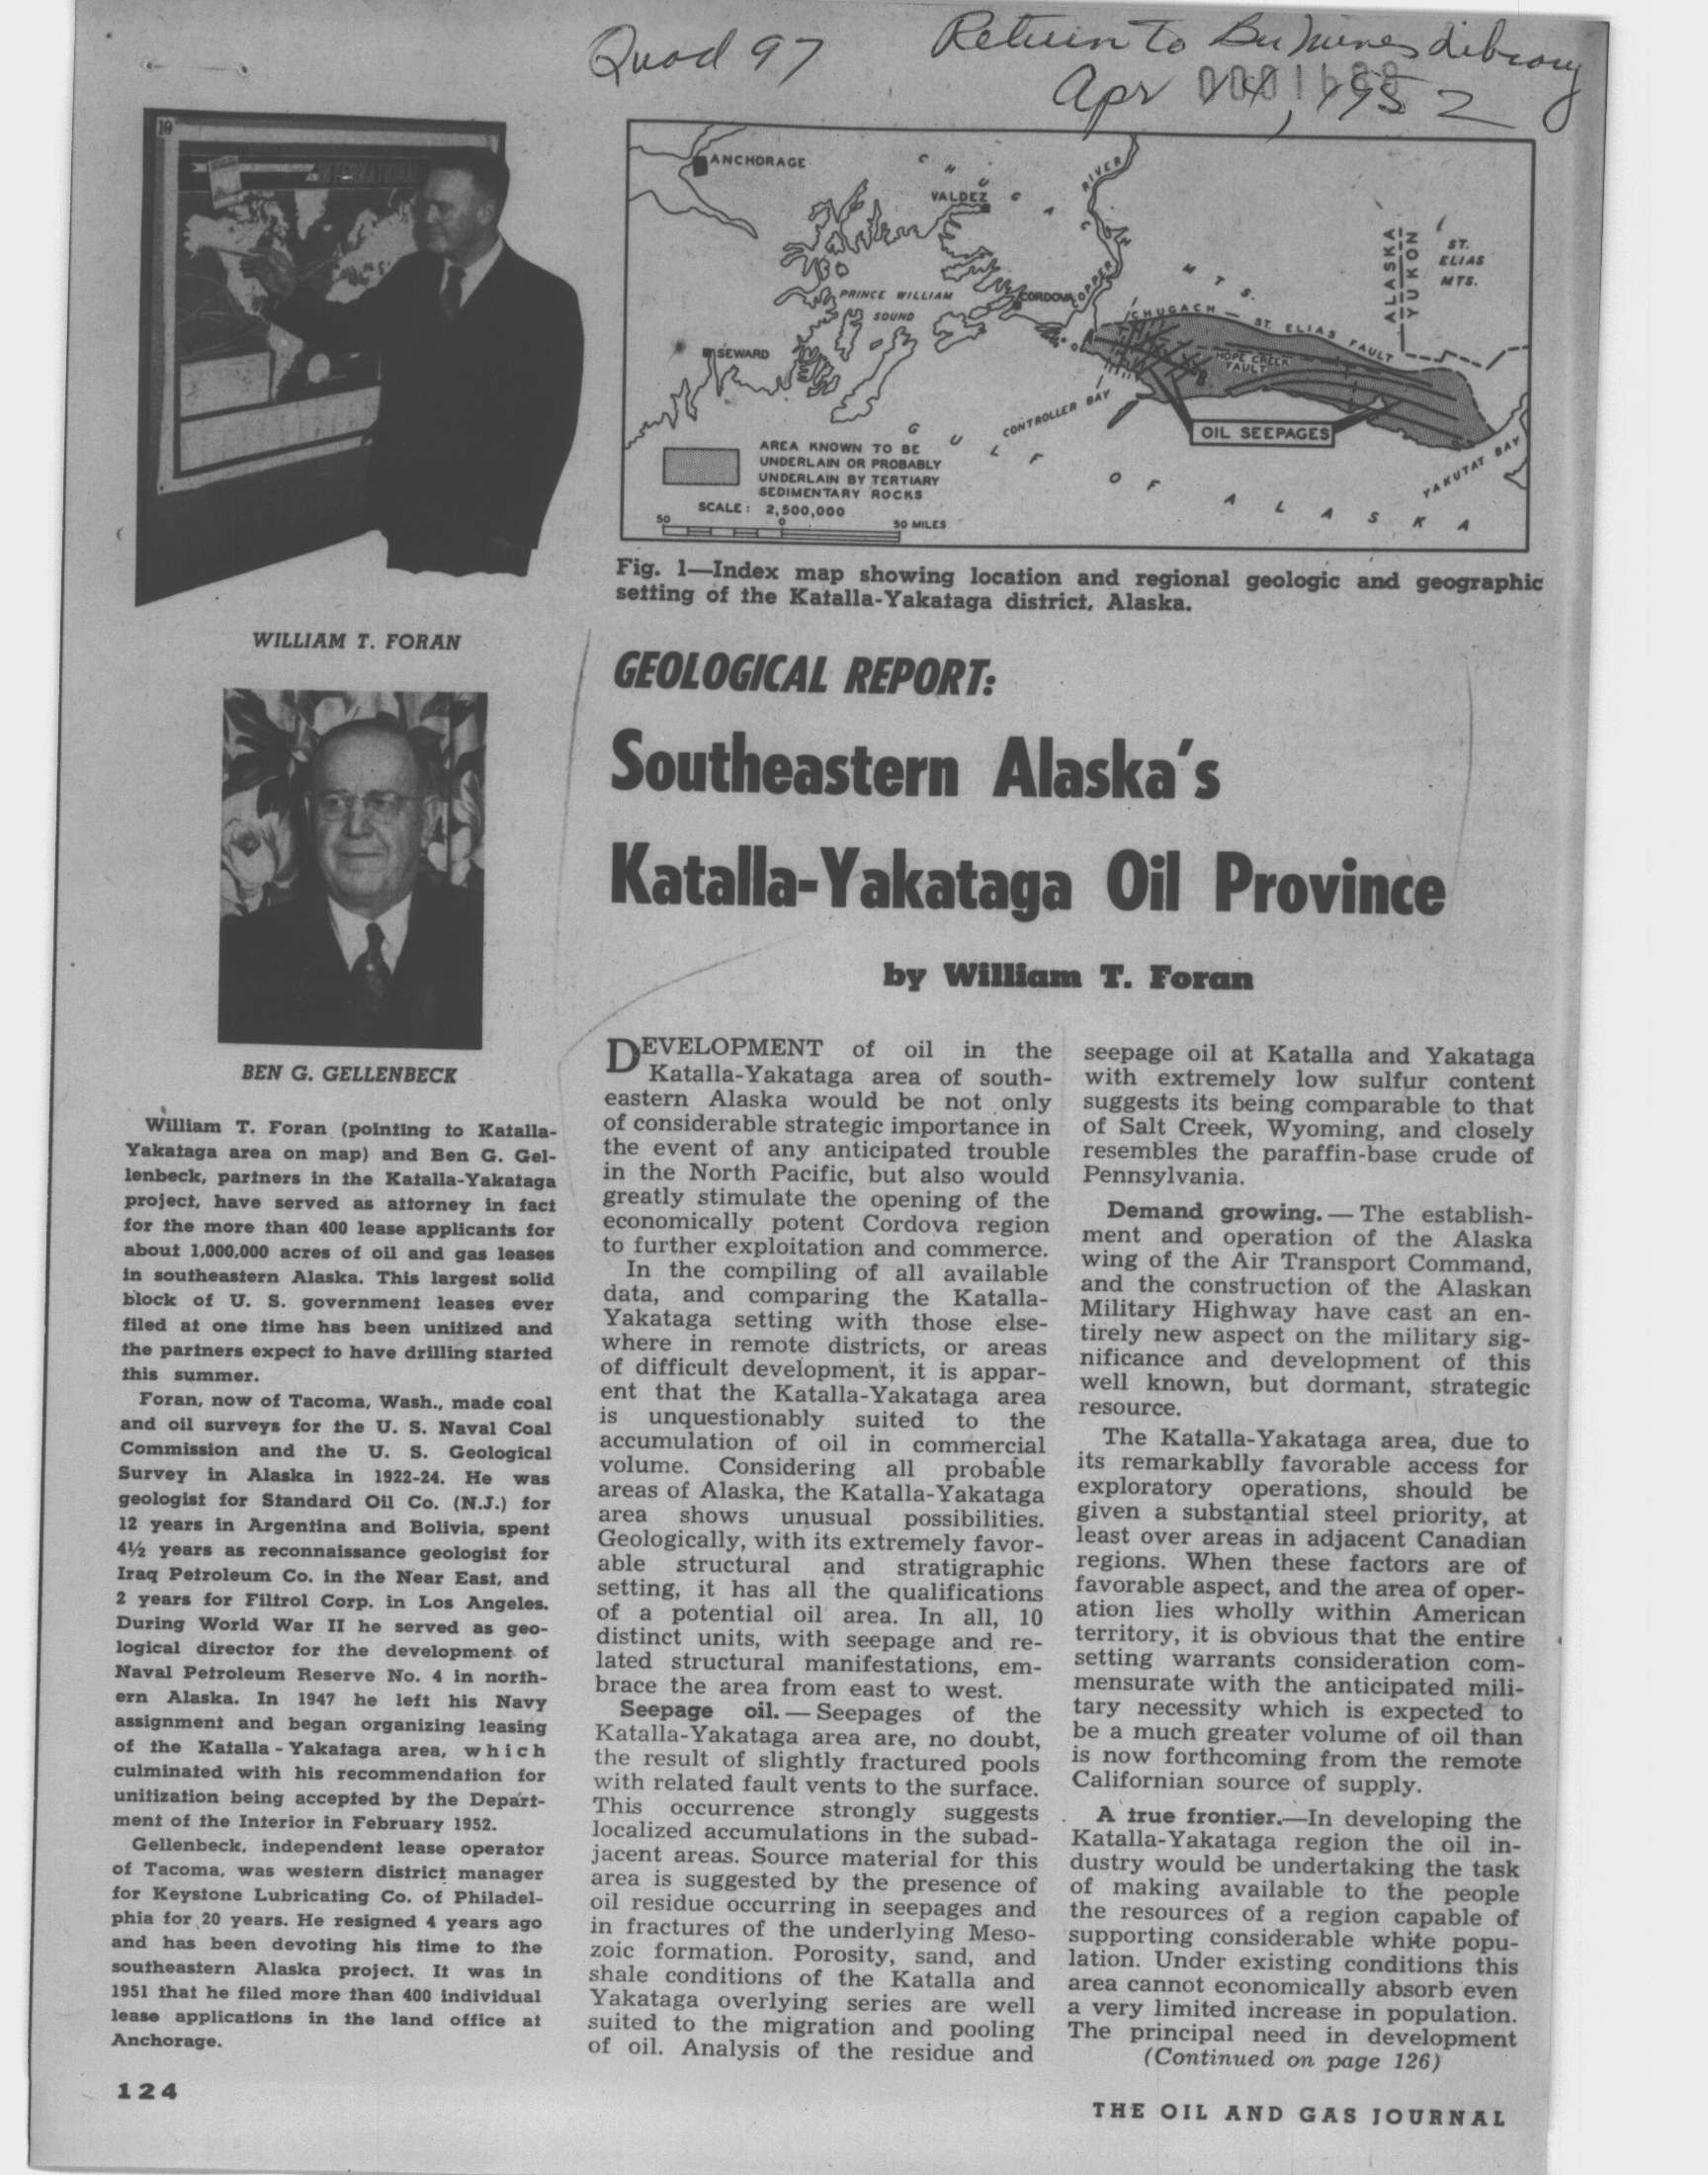 Quad 97
Return to Bu Mines Library
Apr 14, 1952
ANCHORAGE
VALDEZ
CHUGACH
MTS.
COPPER
RIVER
ALASKA
YUKON
ST.
ELIAS
MTS.
PRINCE WILLIAM
SOUND
CORDOVA
SEWARD
CHUGACH — ST. ELIAS FAULT
HOPE CREEK
FAULT
CONTROLLER BAY
OIL SEEPAGES
YAKUTAT BAY
GULF OF ALASKA
AREA KNOWN TO BE
UNDERLAIN OR PROBABLY
UNDERLAIN BY TERTIARY
SEDIMENTARY ROCKS
SCALE: 2,500,000
50 0 50 MILES
Fig. 1—Index map showing location and regional geologic and geographic
setting of the Katalla-Yakataga district, Alaska.
WILLIAM T. FORAN
BEN G. GELLENBECK
William T. Foran (pointing to Katalla-
Yakataga area on map) and Ben G. Gel-
lenbeck, partners in the Katalla-Yakataga
project, have served as attorney in fact
for the more than 400 lease applicants for
about 1,000,000 acres of oil and gas leases
in southeastern Alaska. This largest solid
block of U. S. government leases ever
filed at one time has been unitized and
the partners expect to have drilling started
this summer.
Foran, now of Tacoma, Wash., made coal
and oil surveys for the U. S. Naval Coal
Commission and the U. S. Geological
Survey in Alaska in 1922-24. He was
geologist for Standard Oil Co. (N.J.) for
12 years in Argentina and Bolivia, spent
4½ years as reconnaissance geologist for
Iraq Petroleum Co. in the Near East, and
2 years for Filtrol Corp. in Los Angeles.
During World War II he served as geo-
logical director for the development of
Naval Petroleum Reserve No. 4 in north-
ern Alaska. In 1947 he left his Navy
assignment and began organizing leasing
of the Katalla-Yakataga area, which
culminated with his recommendation for
unitization being accepted by the Depart-
ment of the Interior in February 1952.
Gellenbeck, independent lease operator
of Tacoma, was western district manager
for Keystone Lubricating Co. of Philadel-
phia for 20 years. He resigned 4 years ago
and has been devoting his time to the
southeastern Alaska project. It was in
1951 that he filed more than 400 individual
lease applications in the land office at
Anchorage.
GEOLOGICAL REPORT:
Southeastern Alaska's
Katalla-Yakataga Oil Province
by William T. Foran
DEVELOPMENT of oil in the
Katalla-Yakataga area of south-
eastern Alaska would be not only
of considerable strategic importance in
the event of any anticipated trouble
in the North Pacific, but also would
greatly stimulate the opening of the
economically potent Cordova region
to further exploitation and commerce.
In the compiling of all available
data, and comparing the Katalla-
Yakataga setting with those else-
where in remote districts, or areas
of difficult development, it is appar-
ent that the Katalla-Yakataga area
is unquestionably suited to the
accumulation of oil in commercial
volume. Considering all probable
areas of Alaska, the Katalla-Yakataga
area shows unusual possibilities.
Geologically, with its extremely favor-
able structural and stratigraphic
setting, it has all the qualifications
of a potential oil area. In all, 10
distinct units, with seepage and re-
lated structural manifestations, em-
brace the area from east to west.
Seepage oil.—Seepages of the
Katalla-Yakataga area are, no doubt,
the result of slightly fractured pools
with related fault vents to the surface.
This occurrence strongly suggests
localized accumulations in the subad-
jacent areas. Source material for this
area is suggested by the presence of
oil residue occurring in seepages and
in fractures of the underlying Meso-
zoic formation. Porosity, sand, and
shale conditions of the Katalla and
Yakataga overlying series are well
suited to the migration and pooling
of oil. Analysis of the residue and
seepage oil at Katalla and Yakataga
with extremely low sulfur content
suggests its being comparable to that
of Salt Creek, Wyoming, and closely
resembles the paraffin-base crude of
Pennsylvania.
Demand growing.—The establish-
ment and operation of the Alaska
wing of the Air Transport Command,
and the construction of the Alaskan
Military Highway have cast an en-
tirely new aspect on the military sig-
nificance and development of this
well known, but dormant, strategic
resource.
The Katalla-Yakataga area, due to
its remarkablly favorable access for
exploratory operations, should be
given a substantial steel priority, at
least over areas in adjacent Canadian
regions. When these factors are of
favorable aspect, and the area of oper-
ation lies wholly within American
territory, it is obvious that the entire
setting warrants consideration com-
mensurate with the anticipated mili-
tary necessity which is expected to
be a much greater volume of oil than
is now forthcoming from the remote
Californian source of supply.
A true frontier.—In developing the
Katalla-Yakataga region the oil in-
dustry would be undertaking the task
of making available to the people
the resources of a region capable of
supporting considerable white popu-
lation. Under existing conditions this
area cannot economically absorb even
a very limited increase in population.
The principal need in development
(Continued on page 126)
124
THE OIL AND GAS JOURNAL